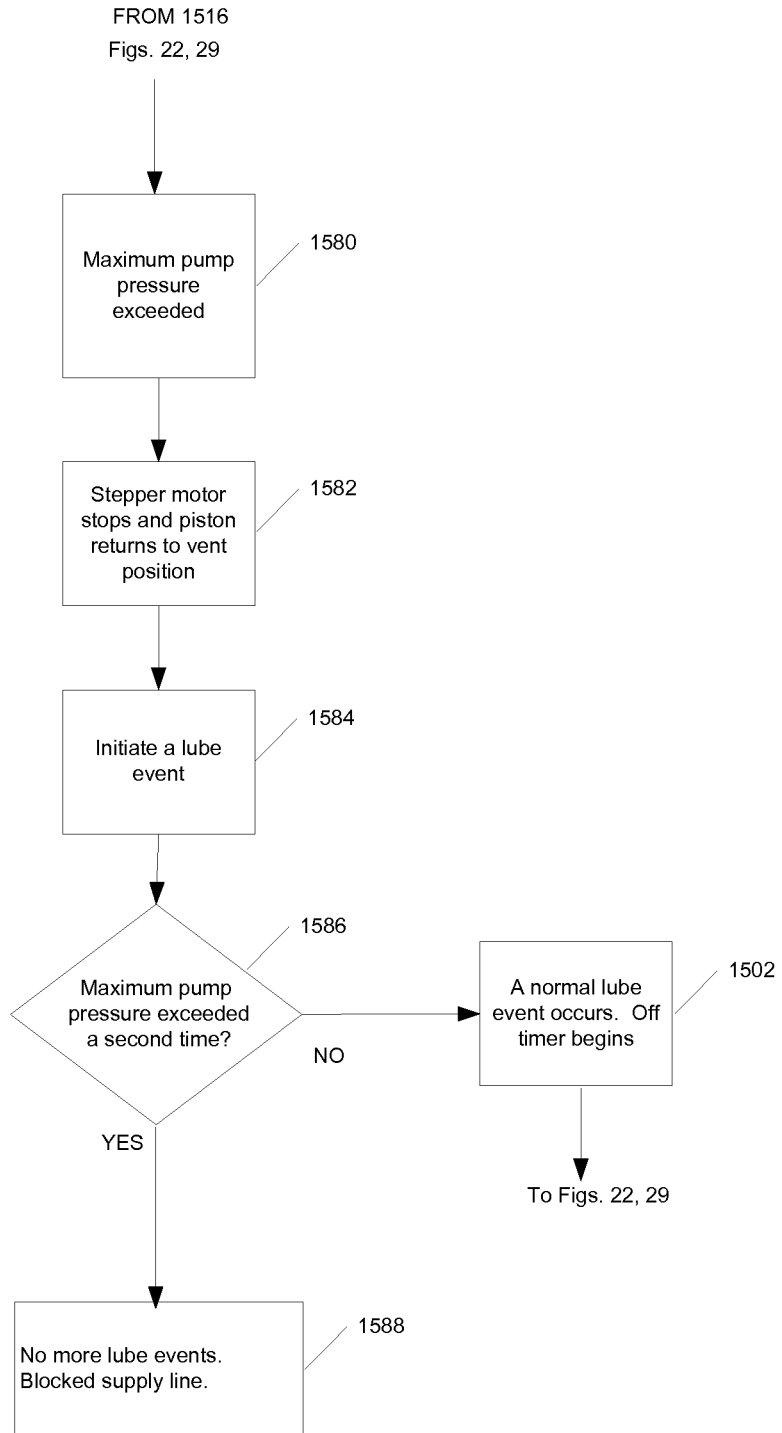 FROM 1516
Figs. 22, 29
Maximum pump
pressure
exceeded
1580
Stepper motor
stops and piston
returns to vent
position
1582
Initiate a lube
event
1584
Maximum pump
pressure exceeded
a second time?
1586
NO
YES
A normal lube
event occurs.  Off
timer begins
1502
To Figs. 22, 29
No more lube events.
Blocked supply line.
1588